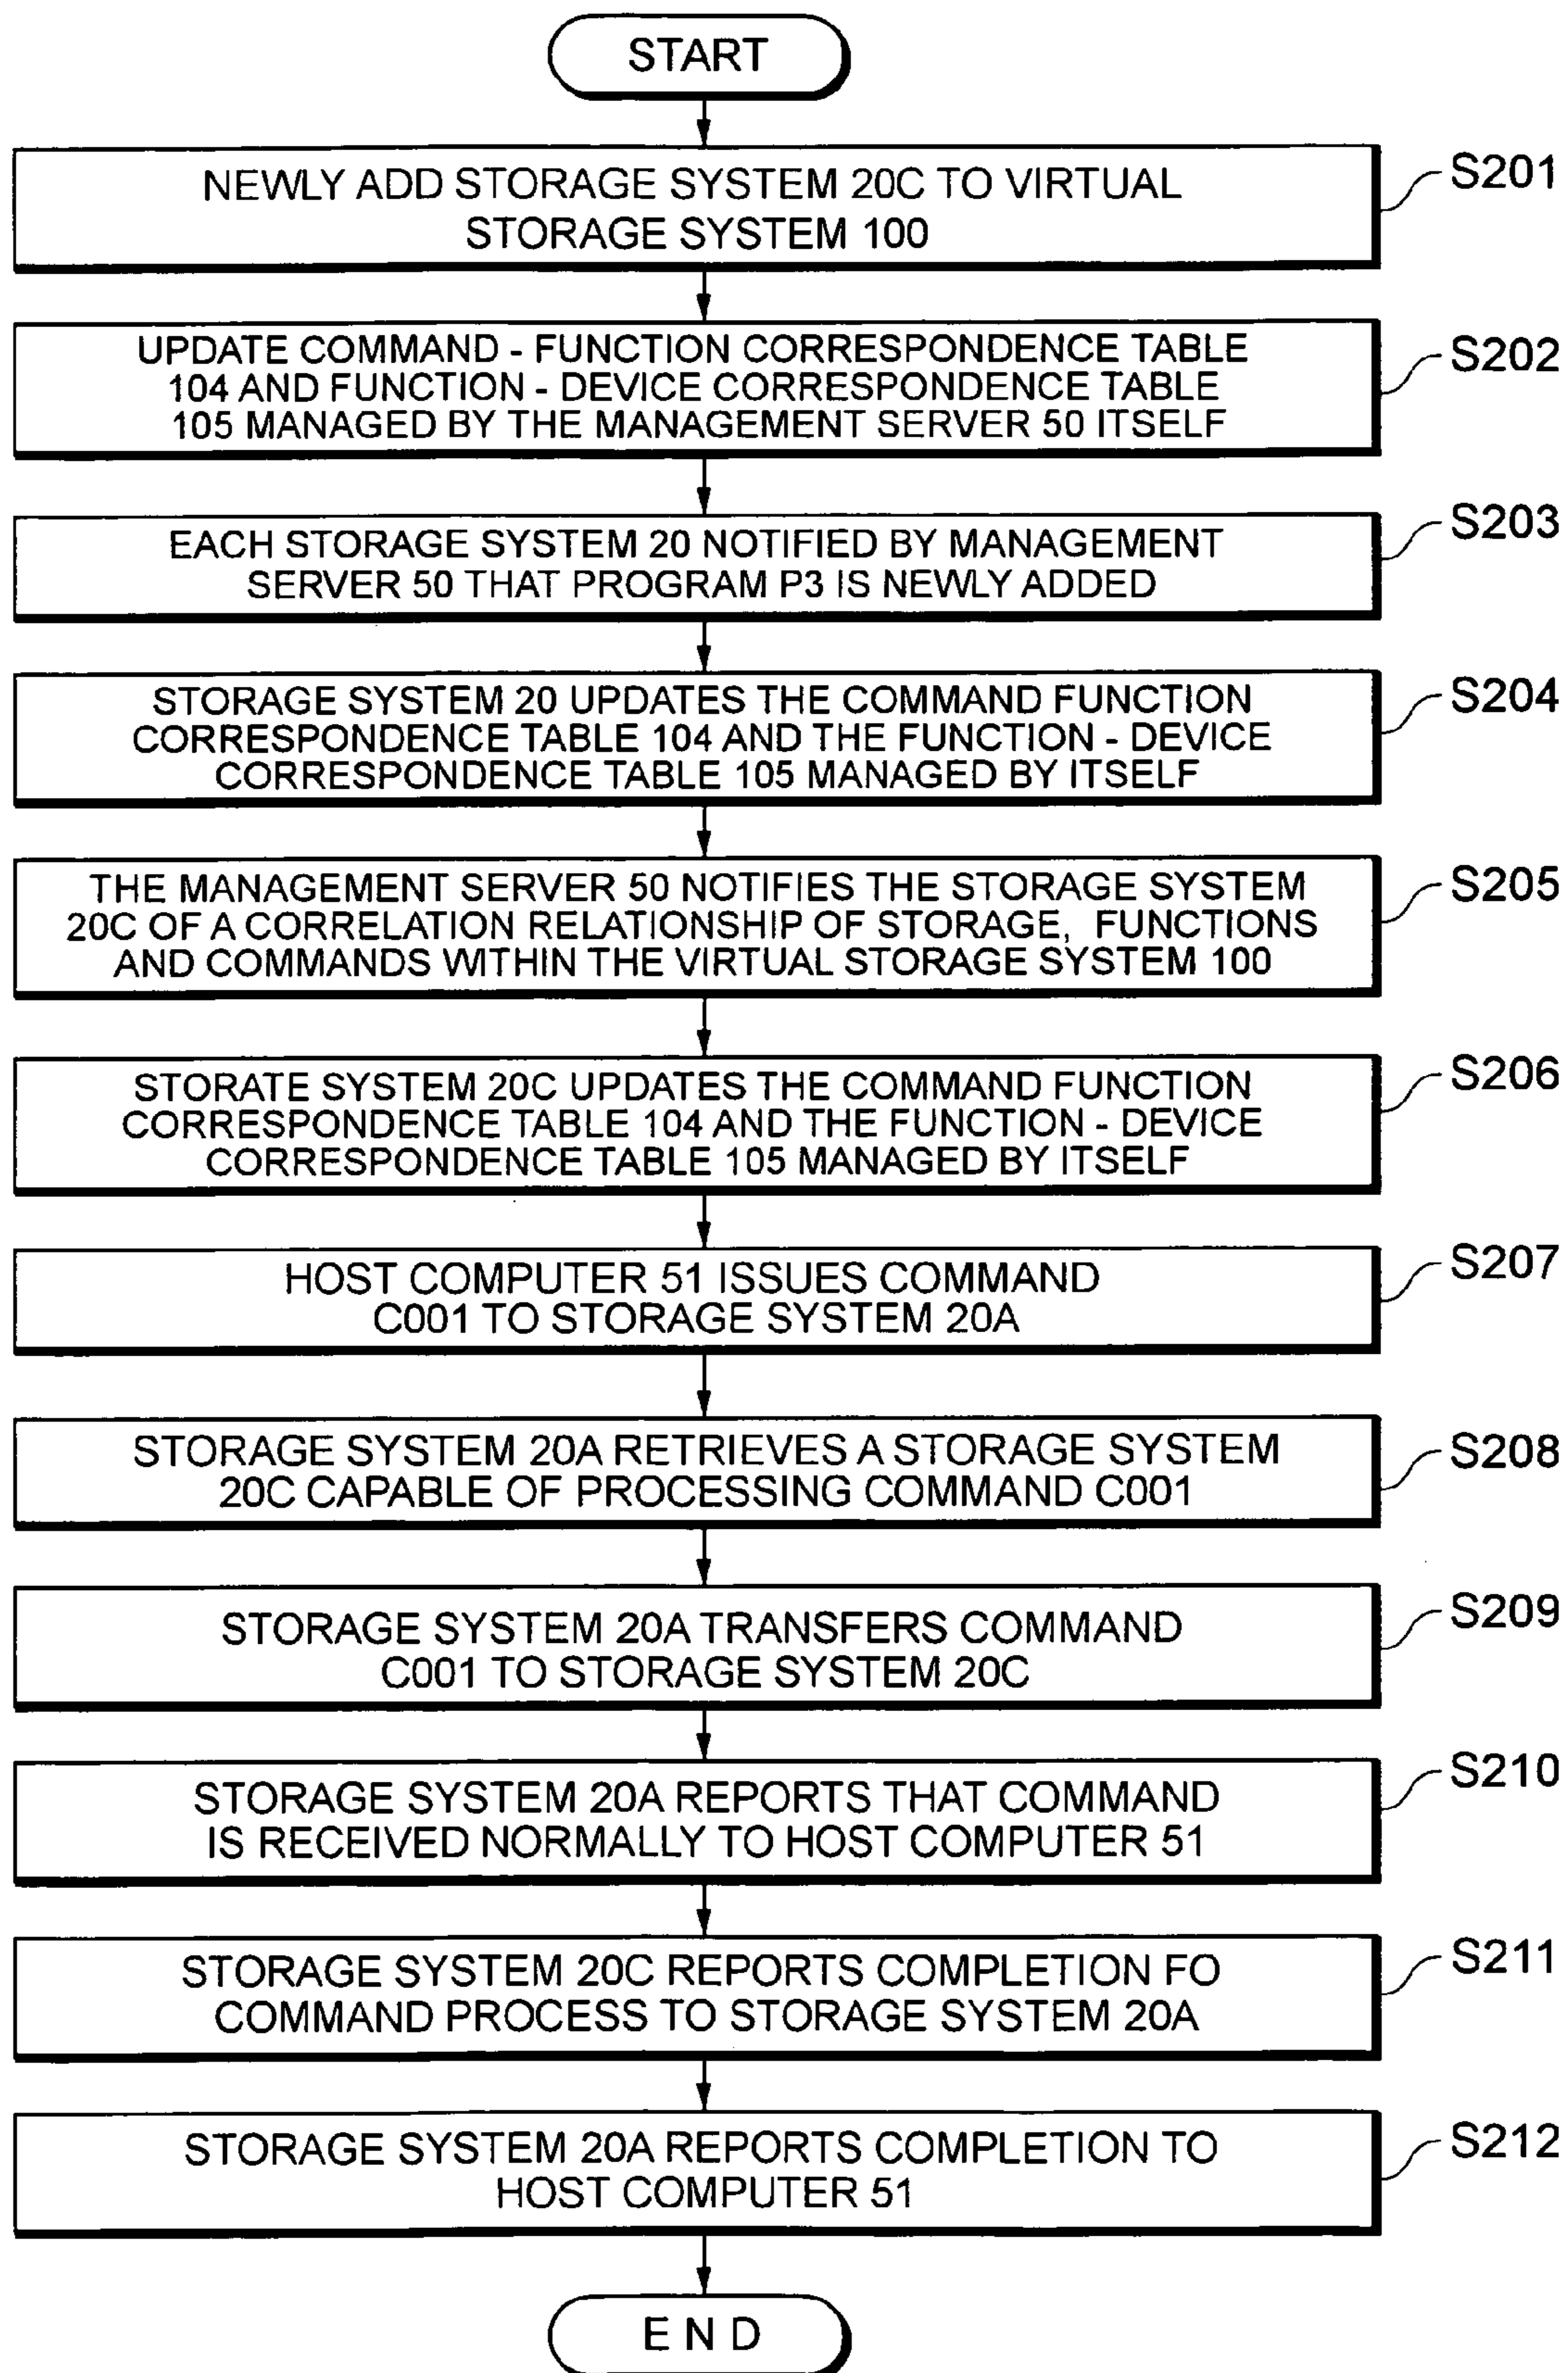 START
NEWLY ADD STORAGE SYSTEM 20C TO VIRTUAL
STORAGE SYSTEM 100
S201
UPDATE COMMAND - FUNCTION CORRESPONDENCE TABLE
104 AND FUNCTION - DEVICE CORRESPONDENCE TABLE
105 MANAGED BY THE MANAGEMENT SERVER 50 ITSELF
S202
EACH STORAGE SYSTEM 20 NOTIFIED BY MANAGEMENT
SERVER 50 THAT PROGRAM P3 IS NEWLY ADDED
S203
STORAGE SYSTEM 20 UPDATES THE COMMAND FUNCTION
CORRESPONDENCE TABLE 104 AND THE FUNCTION - DEVICE
CORRESPONDENCE TABLE 105 MANAGED BY ITSELF
S204
THE MANAGEMENT SERVER 50 NOTIFIES THE STORAGE SYSTEM
20C OF A CORRELATION RELATIONSHIP OF STORAGE, FUNCTIONS
AND COMMANDS WITHIN THE VIRTUAL STORAGE SYSTEM 100
S205
STORATE SYSTEM 20C UPDATES THE COMMAND FUNCTION
CORRESPONDENCE TABLE 104 AND THE FUNCTION - DEVICE
CORRESPONDENCE TABLE 105 MANAGED BY ITSELF
S206
HOST COMPUTER 51 ISSUES COMMAND
C001 TO STORAGE SYSTEM 20A
S207
STORAGE SYSTEM 20A RETRIEVES A STORAGE SYSTEM
20C CAPABLE OF PROCESSING COMMAND C001
S208
STORAGE SYSTEM 20A TRANSFERS COMMAND
C001 TO STORAGE SYSTEM 20C
S209
STORAGE SYSTEM 20A REPORTS THAT COMMAND
IS RECEIVED NORMALLY TO HOST COMPUTER 51
S210
STORAGE SYSTEM 20C REPORTS COMPLETION FO
COMMAND PROCESS TO STORAGE SYSTEM 20A
S211
STORAGE SYSTEM 20A REPORTS COMPLETION TO
HOST COMPUTER 51
S212
E N D